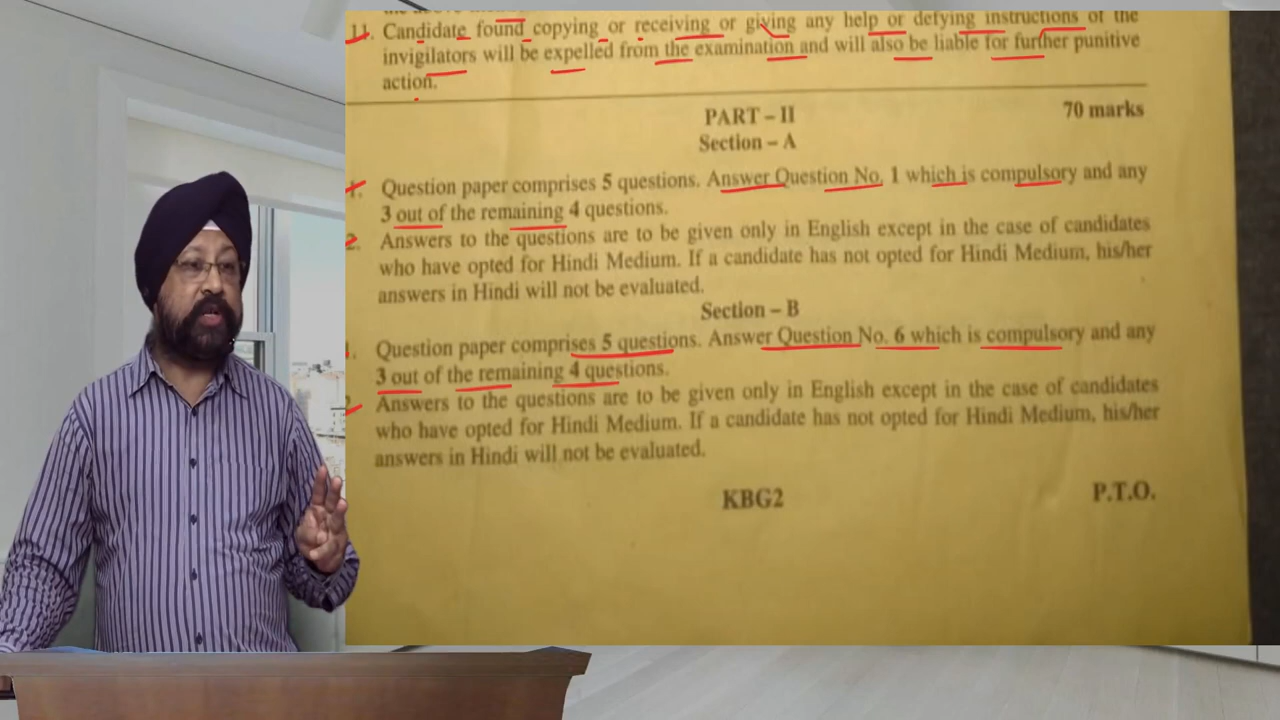 11. Candidate found copying or receiving or giving any help or defying instructions of the
invigilators will be expelled from the examination and will also be liable for further punitive
action.
PART – II 70 marks
Section – A
1. Question paper comprises 5 questions. Answer Question No. 1 which is compulsory and any
3 out of the remaining 4 questions.
2. Answers to the questions are to be given only in English except in the case of candidates
who have opted for Hindi Medium. If a candidate has not opted for Hindi Medium, his/her
answers in Hindi will not be evaluated.
Section – B
1. Question paper comprises 5 questions. Answer Question No. 6 which is compulsory and any
3 out of the remaining 4 questions.
Answers to the questions are to be given only in English except in the case of candidates
who have opted for Hindi Medium. If a candidate has not opted for Hindi Medium, his/her
answers in Hindi will not be evaluated.
KBG2 P.T.O.